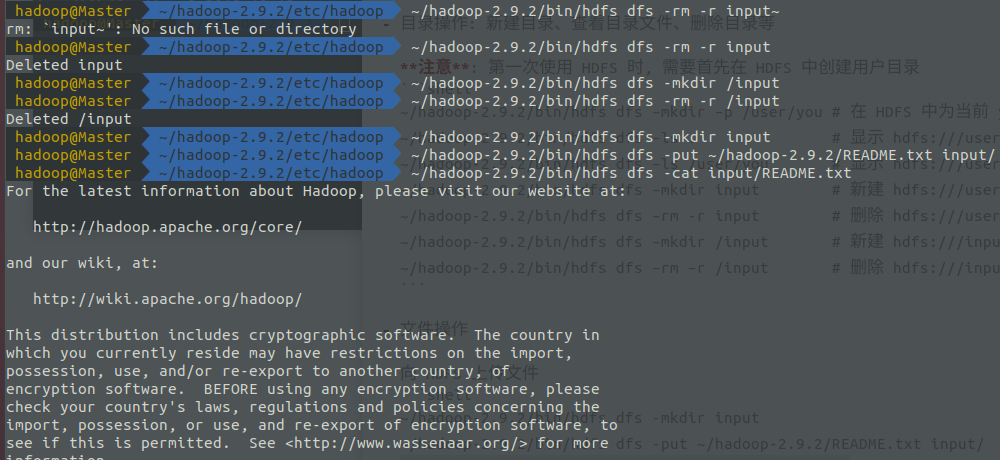 hadoop@Master ~/hadoop-2.9.2/etc/hadoop ~/hadoop-2.9.2/bin/hdfs dfs -rm -r input~
rm: `input~': No such file or directory
hadoop@Master ~/hadoop-2.9.2/etc/hadoop ~/hadoop-2.9.2/bin/hdfs dfs -rm -r input
Deleted input
hadoop@Master ~/hadoop-2.9.2/etc/hadoop ~/hadoop-2.9.2/bin/hdfs dfs -mkdir /input
hadoop@Master ~/hadoop-2.9.2/etc/hadoop ~/hadoop-2.9.2/bin/hdfs dfs -rm -r /input
Deleted /input
hadoop@Master ~/hadoop-2.9.2/etc/hadoop ~/hadoop-2.9.2/bin/hdfs dfs -mkdir input
hadoop@Master ~/hadoop-2.9.2/etc/hadoop ~/hadoop-2.9.2/bin/hdfs dfs -put ~/hadoop-2.9.2/README.txt input/
hadoop@Master ~/hadoop-2.9.2/etc/hadoop ~/hadoop-2.9.2/bin/hdfs dfs -cat input/README.txt
For the latest information about Hadoop, please visit our website at:
http://hadoop.apache.org/core/
and our wiki, at:
http://wiki.apache.org/hadoop/
This distribution includes cryptographic software.  The country in
which you currently reside may have restrictions on the import,
possession, use, and/or re-export to another country, of
encryption software.  BEFORE using any encryption software, please
check your country's laws, regulations and policies concerning the
import, possession, or use, and re-export of encryption software, to
see if this is permitted.  See <http://www.wassenaar.org/> for more
information
- 目录操作：新建目录、查看目录文件、删除目录等
**注意**: 第一次使用 HDFS 时, 需要首先在 HDFS 中创建用户目录
~/hadoop-2.9.2/bin/hdfs dfs -mkdir -p /user/you # 在 HDFS 中为当前
# 显示 hdfs:///user
# 显示 hdfs:///user
~/hadoop-2.9.2/bin/hdfs dfs -mkdir input # 新建 hdfs:///user
~/hadoop-2.9.2/bin/hdfs dfs -rm -r input # 删除 hdfs:///user
~/hadoop-2.9.2/bin/hdfs dfs -mkdir /input # 新建 hdfs:///inpu
~/hadoop-2.9.2/bin/hdfs dfs -rm -r /input # 删除 hdfs:///inpu
```
文件操作
上传文件
shell
~/hadoop-2.9.2/bin/hdfs dfs -mkdir input
~/hadoop-2.9.2/bin/hdfs dfs -put ~/hadoop-2.9.2/README.txt input/